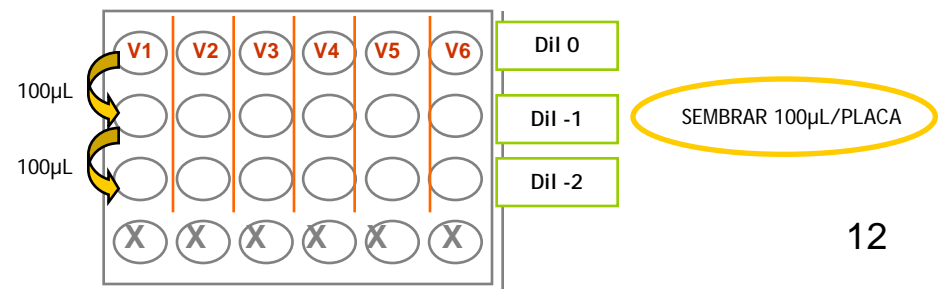 V1 V2 V3 V4 V5 V6
Dil 0
100µL
Dil -1
SEMBRAR 100µL/PLACA
100µL
Dil -2
X X X X X X
12